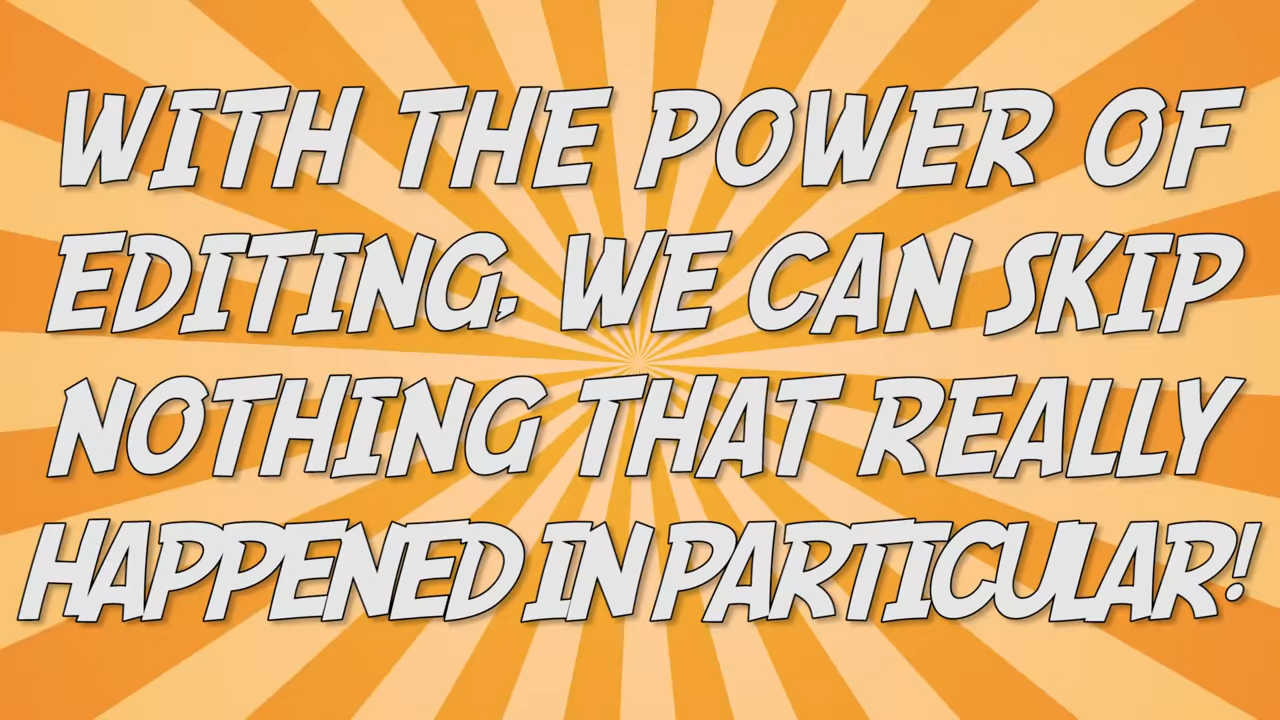 WITH THE POWER OF
EDITING, WE CAN SKIP
NOTHING THAT REALLY
HAPPENED IN PARTICULAR!